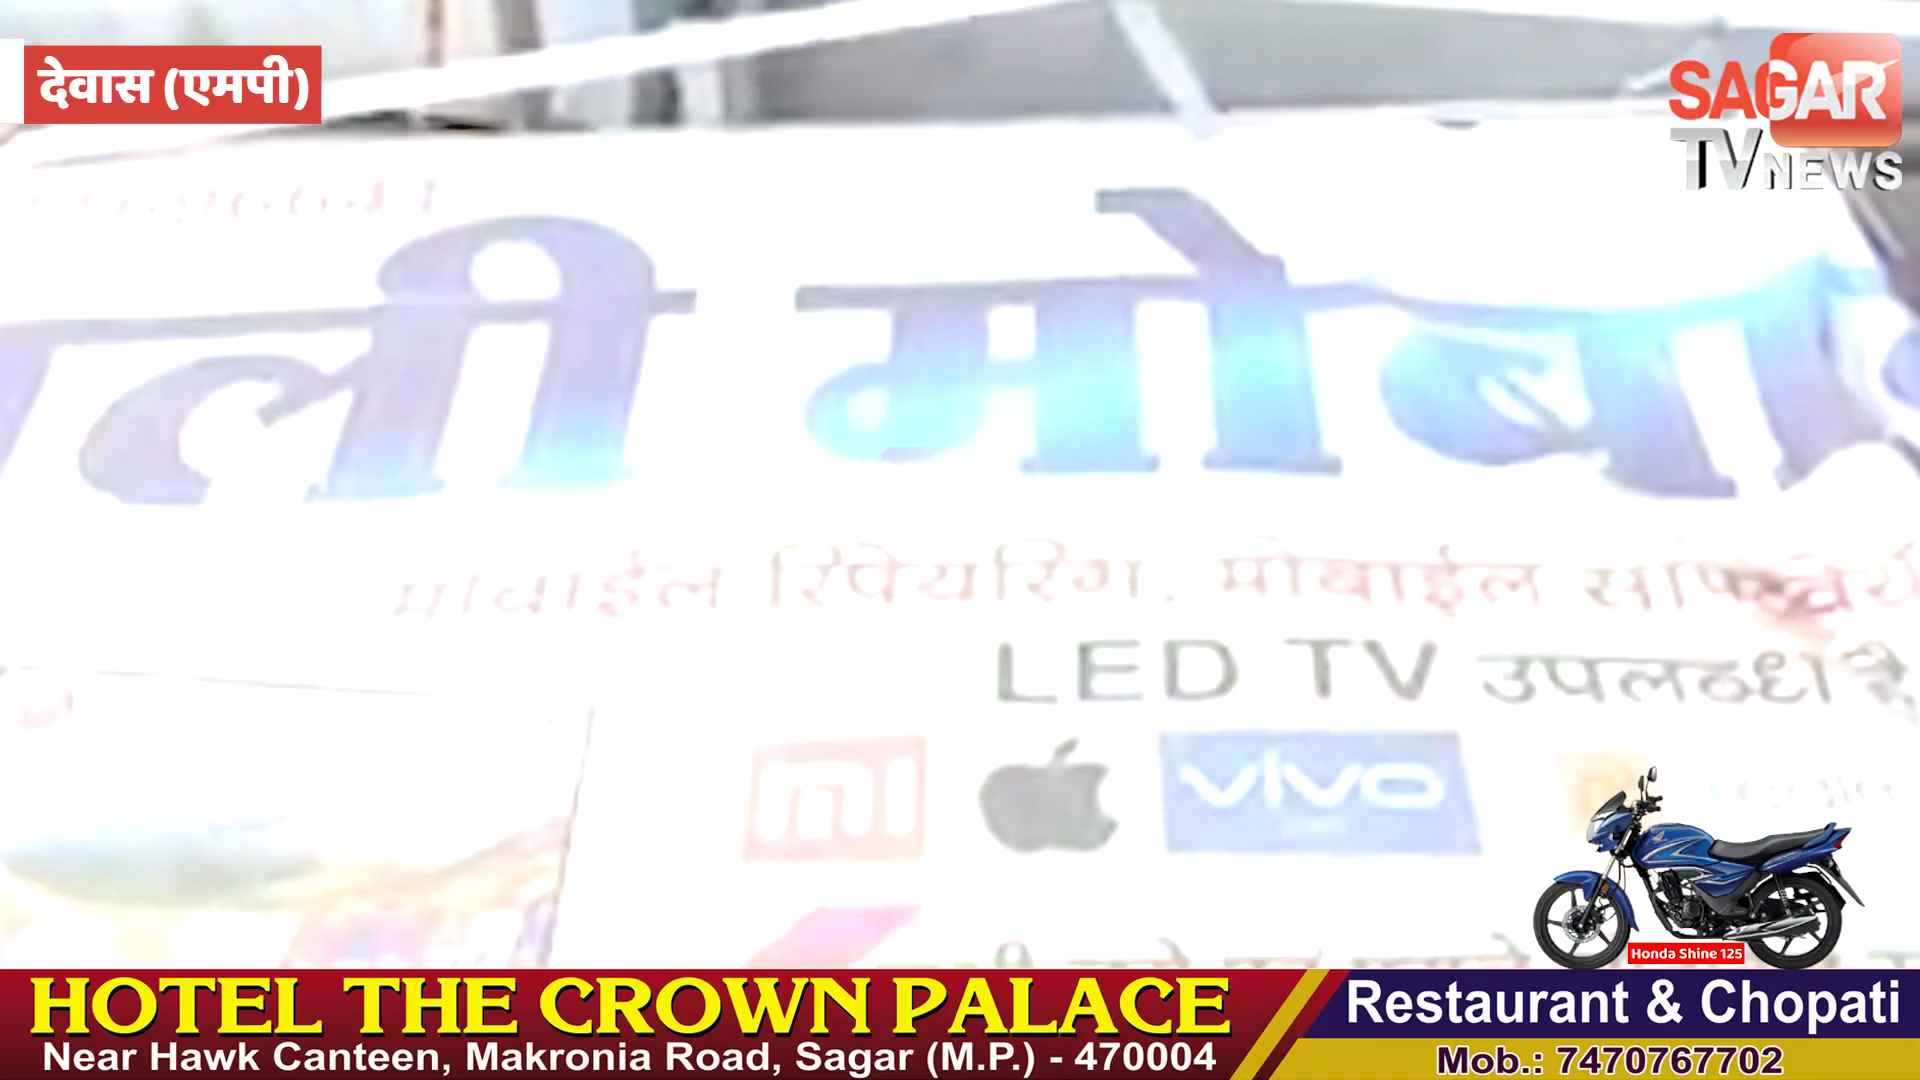 देवास (एमपी)
SAGAR
TV NEWS
ली मोबा
मोबाईल रिपेयरिंग, मोबाईल
LED TV उपलब्ध है
mi
vivo
Honda Shine 125
HOTEL THE CROWN PALACE
Near Hawk Canteen, Makronia Road, Sagar (M.P.) - 470004
Restaurant & Chopati
Mob.: 7470767702